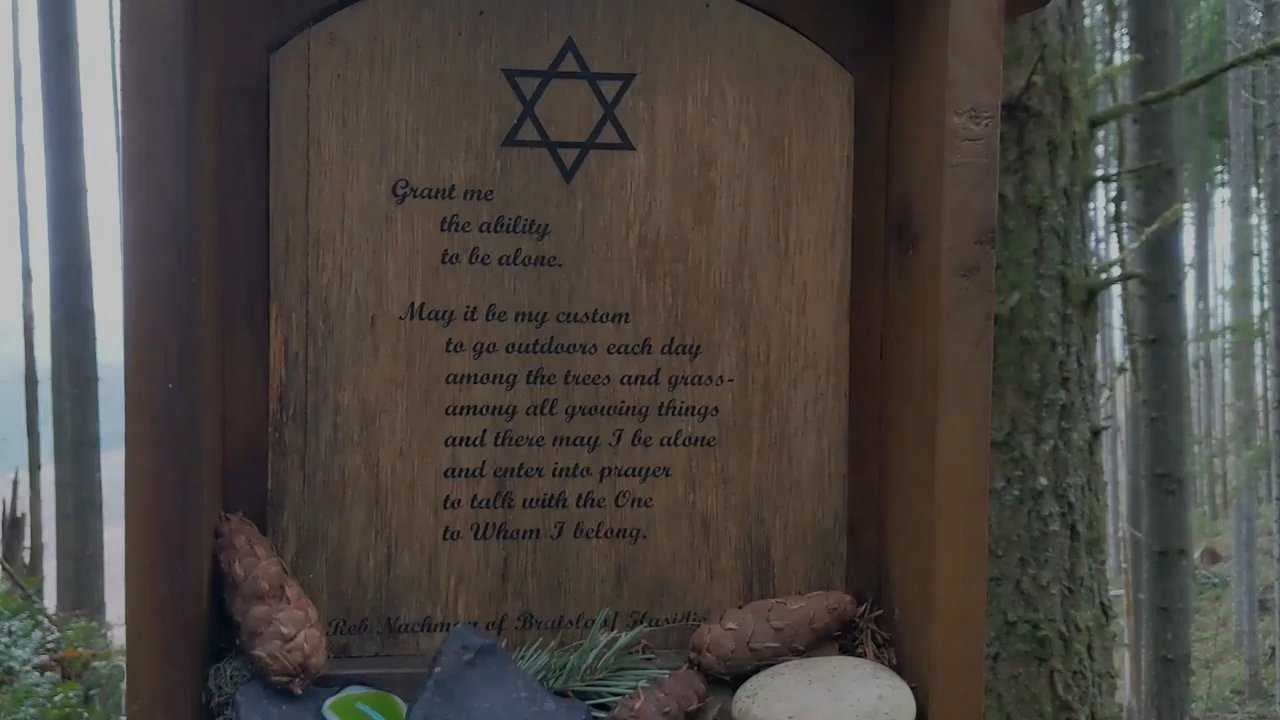 Grant me
the ability
to be alone.
May it be my custom
to go outdoors each day
among the trees and grass-
among all growing things
and there may I be alone
and enter into prayer
to talk with the One
to Whom I belong.
Reb Nachman of Bratslav Hasidic